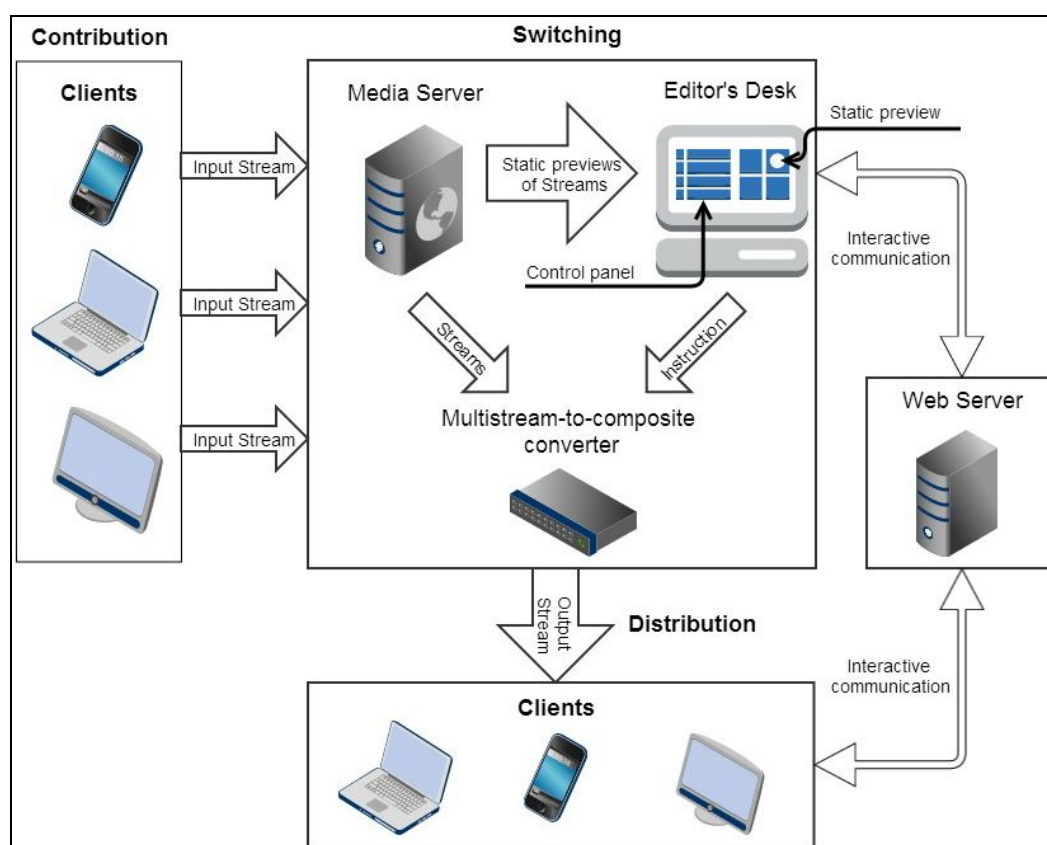 Contribution
Switching
Clients
Input Stream
Input Stream
Input Stream
Media Server
Static previews
of Streams
Editor's Desk
Static preview
Control panel
Interactive
communication
Streams
Instruction
Multistream-to-composite
converter
Web Server
Output
Stream
Distribution
Interactive
communication
Clients